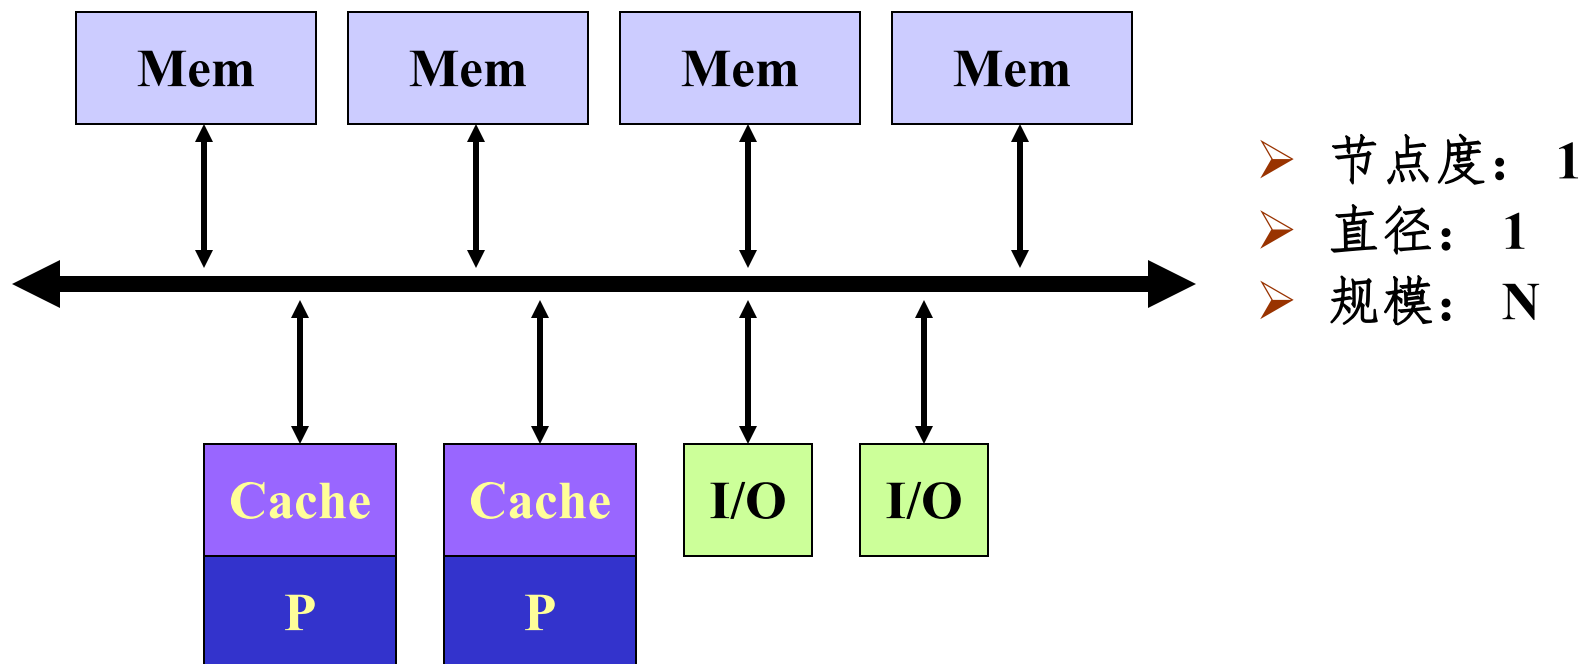 Mem Mem Mem Mem
节点度： 1
直径： 1
规模： N
Cache Cache I/O I/O
P P